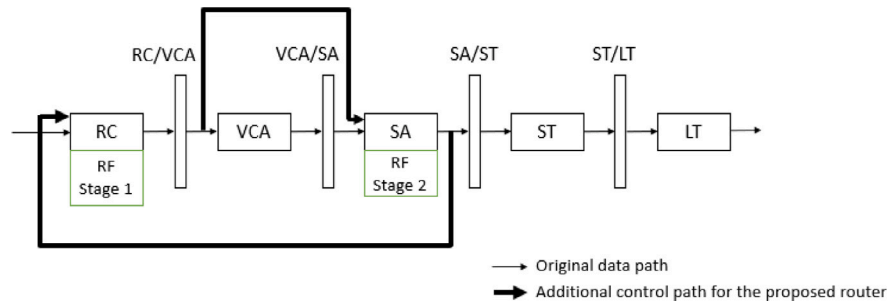 RC/VCA
VCA/SA
SA/ST
ST/LT
RC
VCA
SA
ST
LT
RF
Stage 1
RF
Stage 2
Original data path
Additional control path for the proposed router